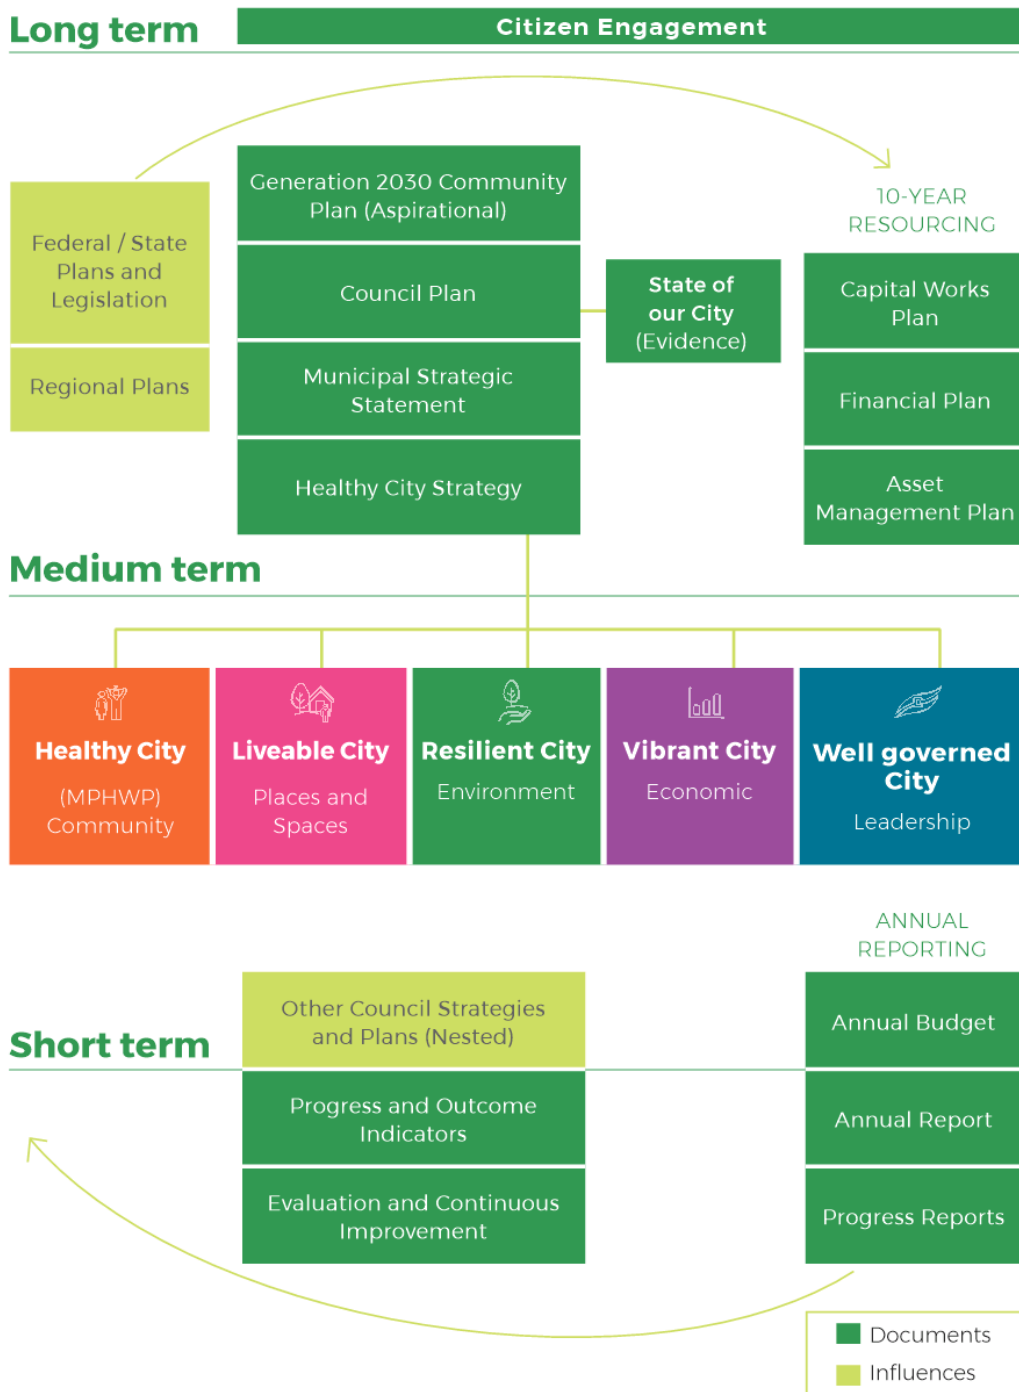 Long term
Citizen Engagement
Federal / State
Plans and
Legislation
Regional Plans
Generation 2030 Community
Plan (Aspirational)
Council Plan
Municipal Strategic
Statement
Healthy City Strategy
State of
our City
(Evidence)
10-YEAR
RESOURCING
Capital Works
Plan
Financial Plan
Asset
Management Plan
Medium term
Healthy City
(MPHWP)
Community
Liveable City
Places and
Spaces
Resilient City
Environment
Vibrant City
Economic
Well governed
City
Leadership
Short term
Other Council Strategies
and Plans (Nested)
Progress and Outcome
Indicators
Evaluation and Continuous
Improvement
ANNUAL
REPORTING
Annual Budget
Annual Report
Progress Reports
Documents
Influences